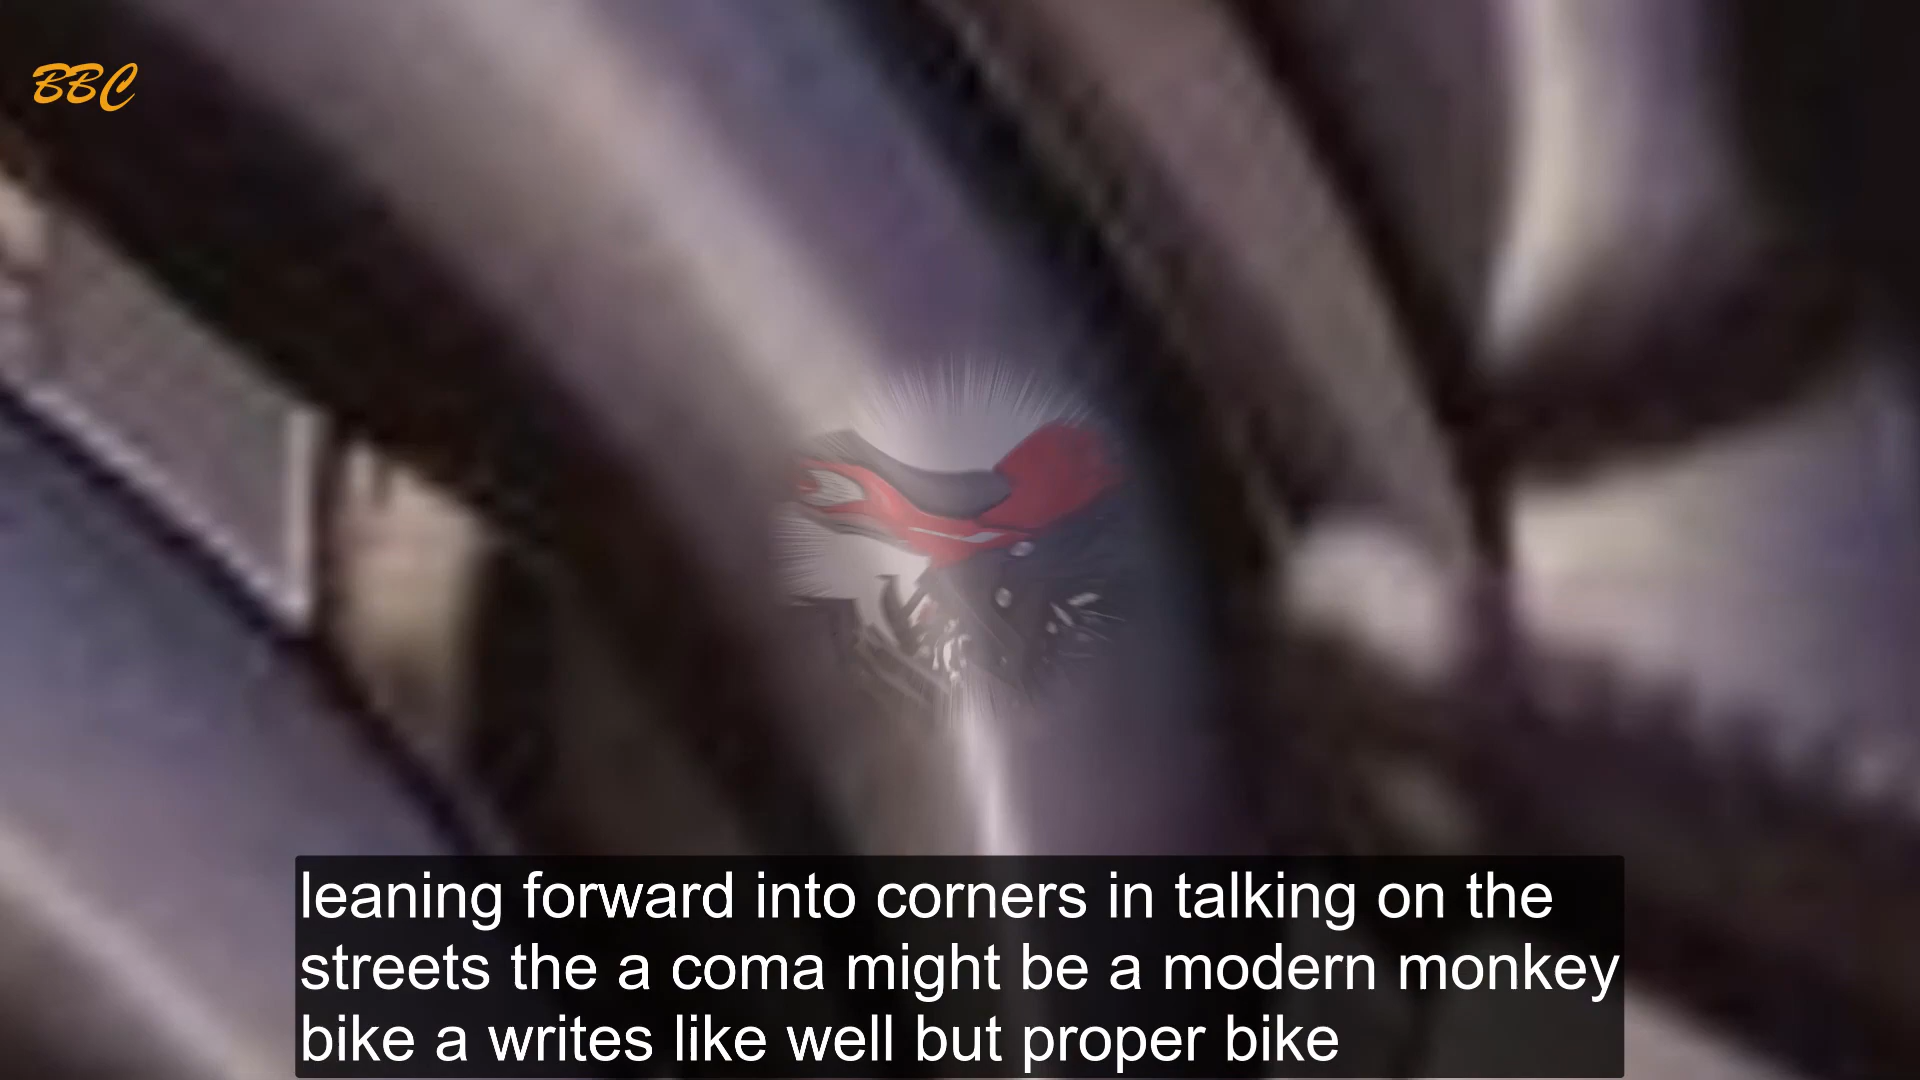 BBC
leaning forward into corners in talking on the
streets the a coma might be a modern monkey
bike a writes like well but proper bike